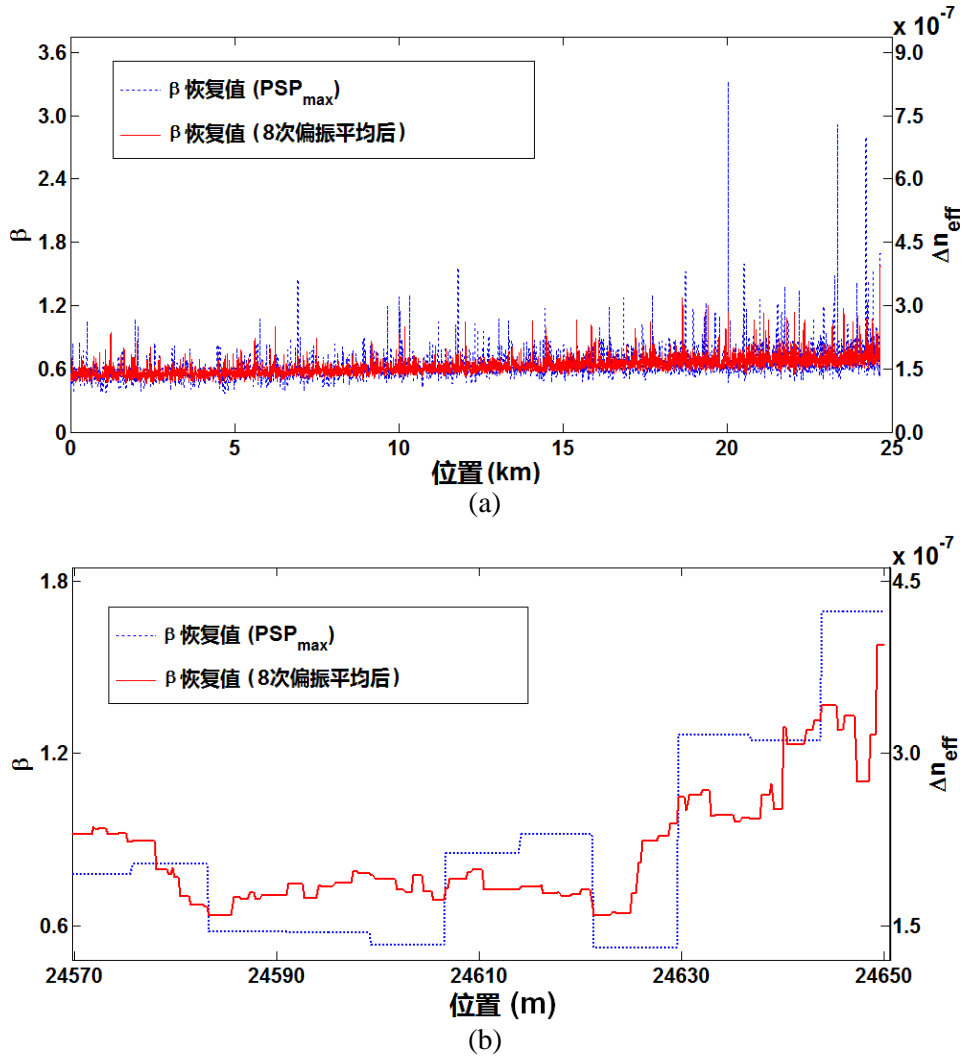 x 10-7
3.6 9.0
β 恢复值 (PSPmax)
3.0 7.5
β 恢复值 ( 8次偏振平均后)
2.4 6.0
β 1.8 4.5 Δneff
1.2 3.0
0.6 1.5
0 0.0
0 5 10 15 20 25
位置 (km)
(a)
x 10-7
1.8 4.5
β 恢复值 (PSPmax)
β 恢复值 ( 8次偏振平均后)
β 1.2 3.0 Δneff
0.6 1.5
24570 24590 24610 24630 24650
位置 (m)
(b)